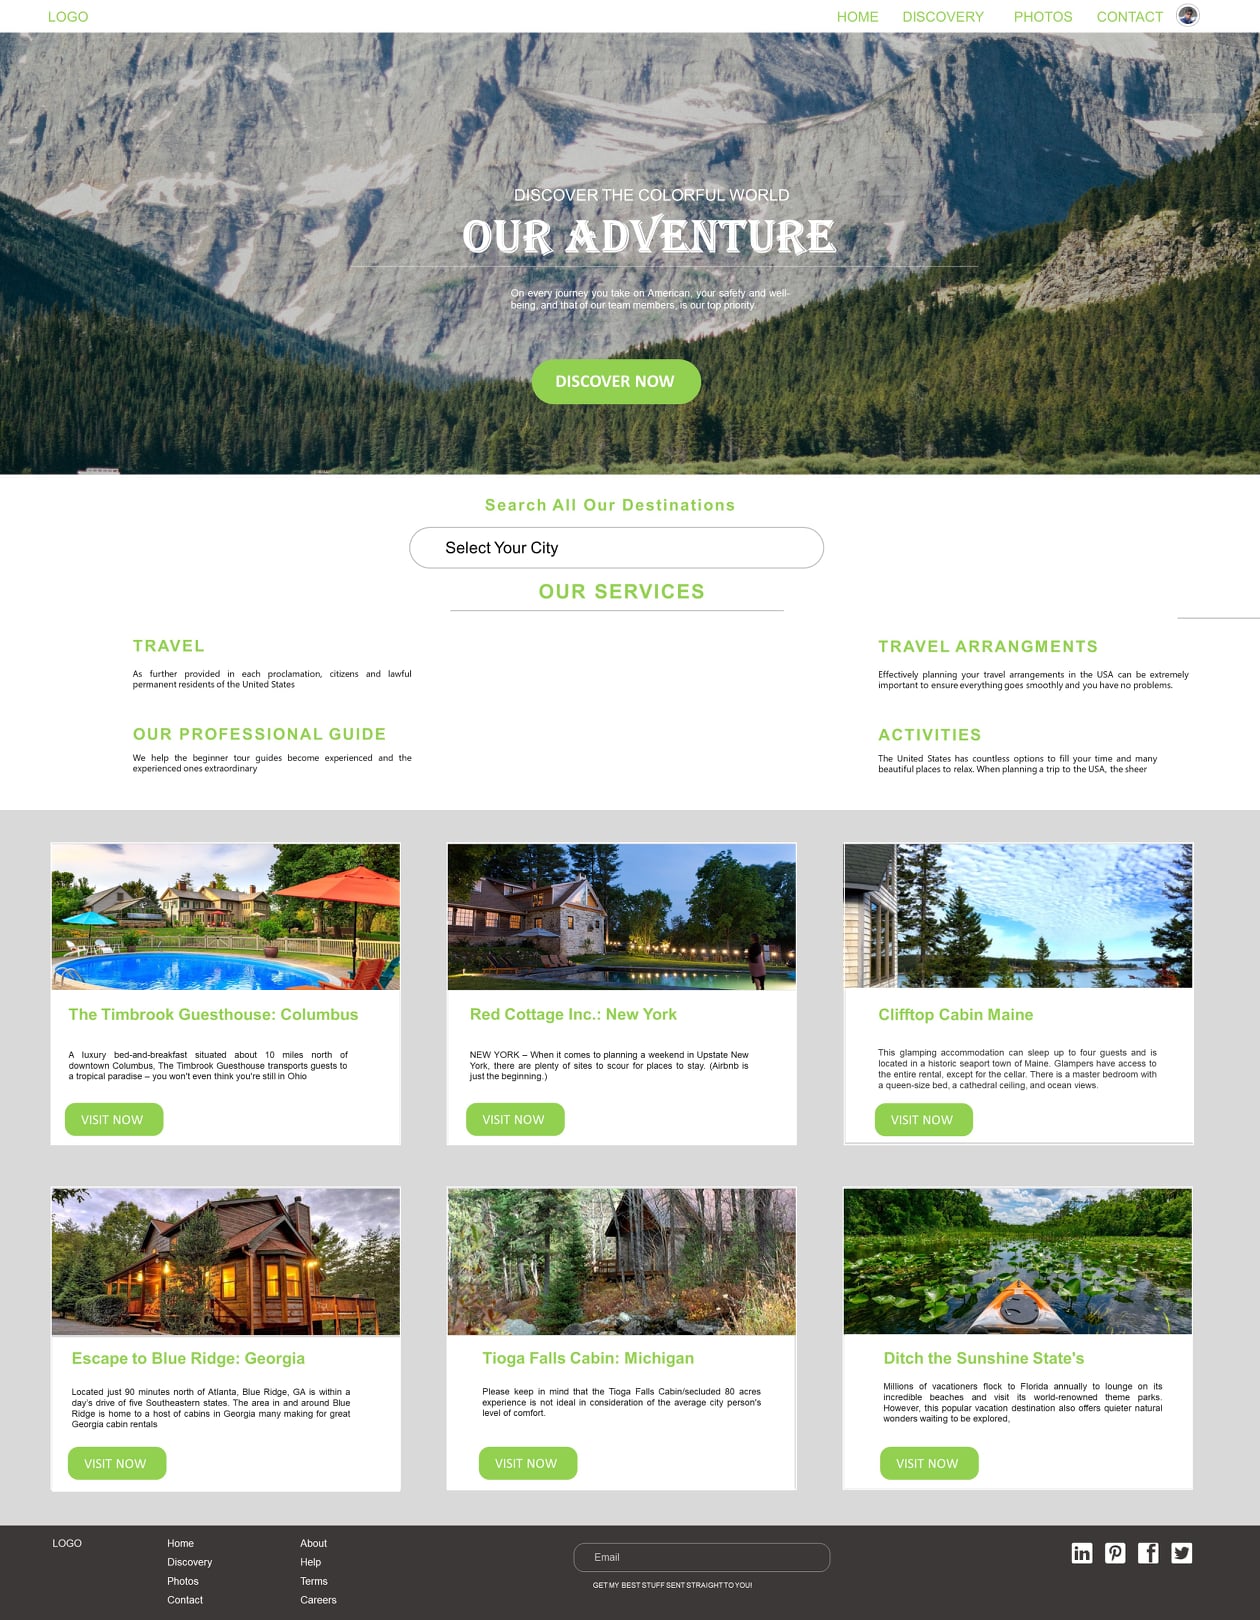 LOGO
HOME DISCOVERY PHOTOS CONTACT
DISCOVER THE COLORFUL WORLD
OUR ADVENTURE
On every journey you take on American, your safety and well-
being, and that of our team members, is our top priority.
DISCOVER NOW
Search All Our Destinations
Select Your City
OUR SERVICES
TRAVEL
As further provided in each proclamation, citizens and lawful
permanent residents of the United States
TRAVEL ARRANGMENTS
Effectively planning your travel arrangements in the USA can be extremely
important to ensure everything goes smoothly and you have no problems.
OUR PROFESSIONAL GUIDE
We help the beginner tour guides become experienced and the
experienced ones extraordinary
ACTIVITIES
The United States has countless options to fill your time and many
beautiful places to relax. When planning a trip to the USA, the sheer
The Timbrook Guesthouse: Columbus
A luxury bed-and-breakfast situated about 10 miles north of
downtown Columbus, The Timbrook Guesthouse transports guests to
a tropical paradise – you won't even think you're still in Ohio
VISIT NOW
Red Cottage Inc.: New York
NEW YORK – When it comes to planning a weekend in Upstate New
York, there are plenty of sites to scour for places to stay. (Airbnb is
just the beginning.)
VISIT NOW
Clifftop Cabin Maine
This glamping accommodation can sleep up to four guests and is
located in a historic seaport town of Maine. Glampers have access to
the entire rental, except for the cellar. There is a master bedroom with
a queen-size bed, a cathedral ceiling, and ocean views.
VISIT NOW
Escape to Blue Ridge: Georgia
Located just 90 minutes north of Atlanta, Blue Ridge, GA is within a
day's drive of five Southeastern states. The area in and around Blue
Ridge is home to a host of cabins in Georgia many making for great
Georgia cabin rentals
VISIT NOW
Tioga Falls Cabin: Michigan
Please keep in mind that the Tioga Falls Cabin/secluded 80 acres
experience is not ideal in consideration of the average city person's
level of comfort.
VISIT NOW
Ditch the Sunshine State's
Millions of vacationers flock to Florida annually to lounge on its
incredible beaches and visit its world-renowned theme parks.
However, this popular vacation destination also offers quieter natural
wonders waiting to be explored,
VISIT NOW
LOGO
Home
Discovery
Photos
Contact
About
Help
Terms
Careers
Email
GET MY BEST STUFF SENT STRAIGHT TO YOU!